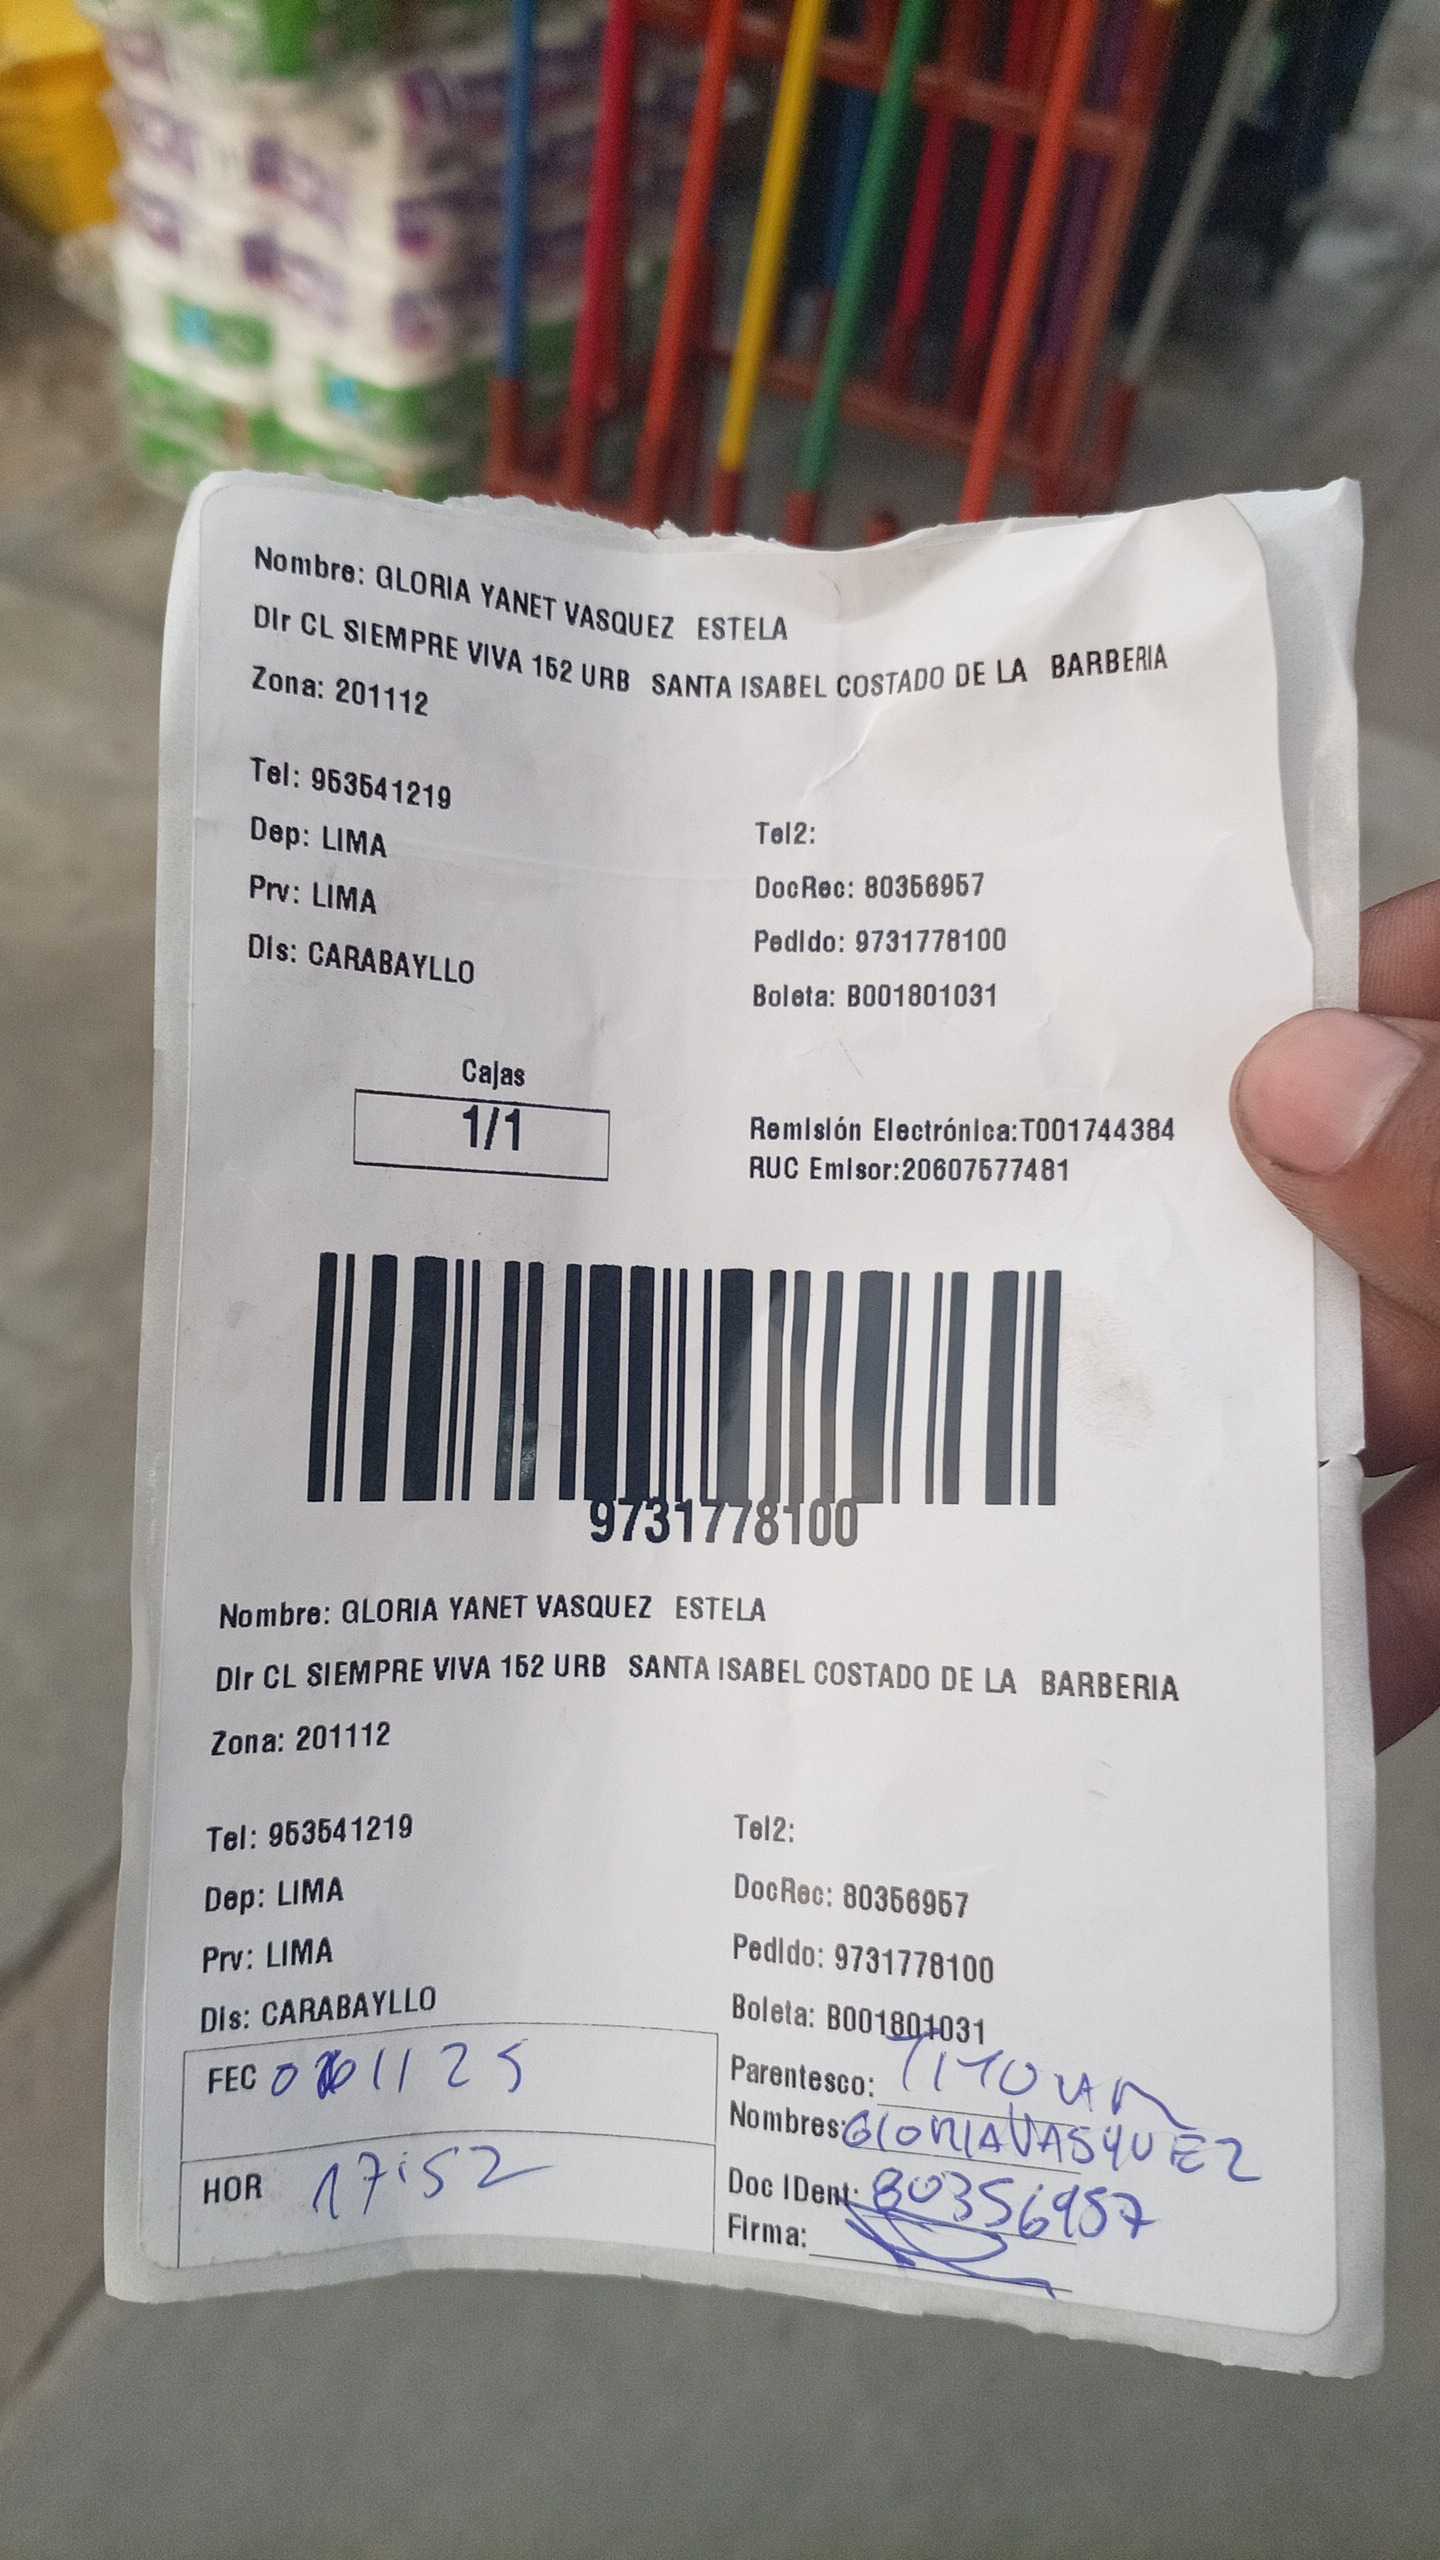 Nombre: GLORIA YANET VASQUEZ ESTELA
Dir CL SIEMPRE VIVA 152 URB SANTA ISABEL COSTADO DE LA BARBERIA
Zona: 201112
Tel: 953541219
Tel2:
Dep: LIMA
DocRec: 80356957
Prv: LIMA
Pedido: 9731778100
Dis: CARABAYLLO
Boleta: B001801031
Cajas
1/1
Remisión Electrónica:T001744384
RUC Emisor:20607577481
9731778100
Nombre: GLORIA YANET VASQUEZ ESTELA
Dir CL SIEMPRE VIVA 152 URB SANTA ISABEL COSTADO DE LA BARBERIA
Zona: 201112
Tel: 953541219
Tel2:
Dep: LIMA
DocRec: 80356957
Prv: LIMA
Pedido: 9731778100
Dis: CARABAYLLO
Boleta: B001801031
FEC
Parentesco: TITULAR
Nombres: GLORIA VASQUEZ
HOR 17:52
Doc IDent: 80356957
Firma: